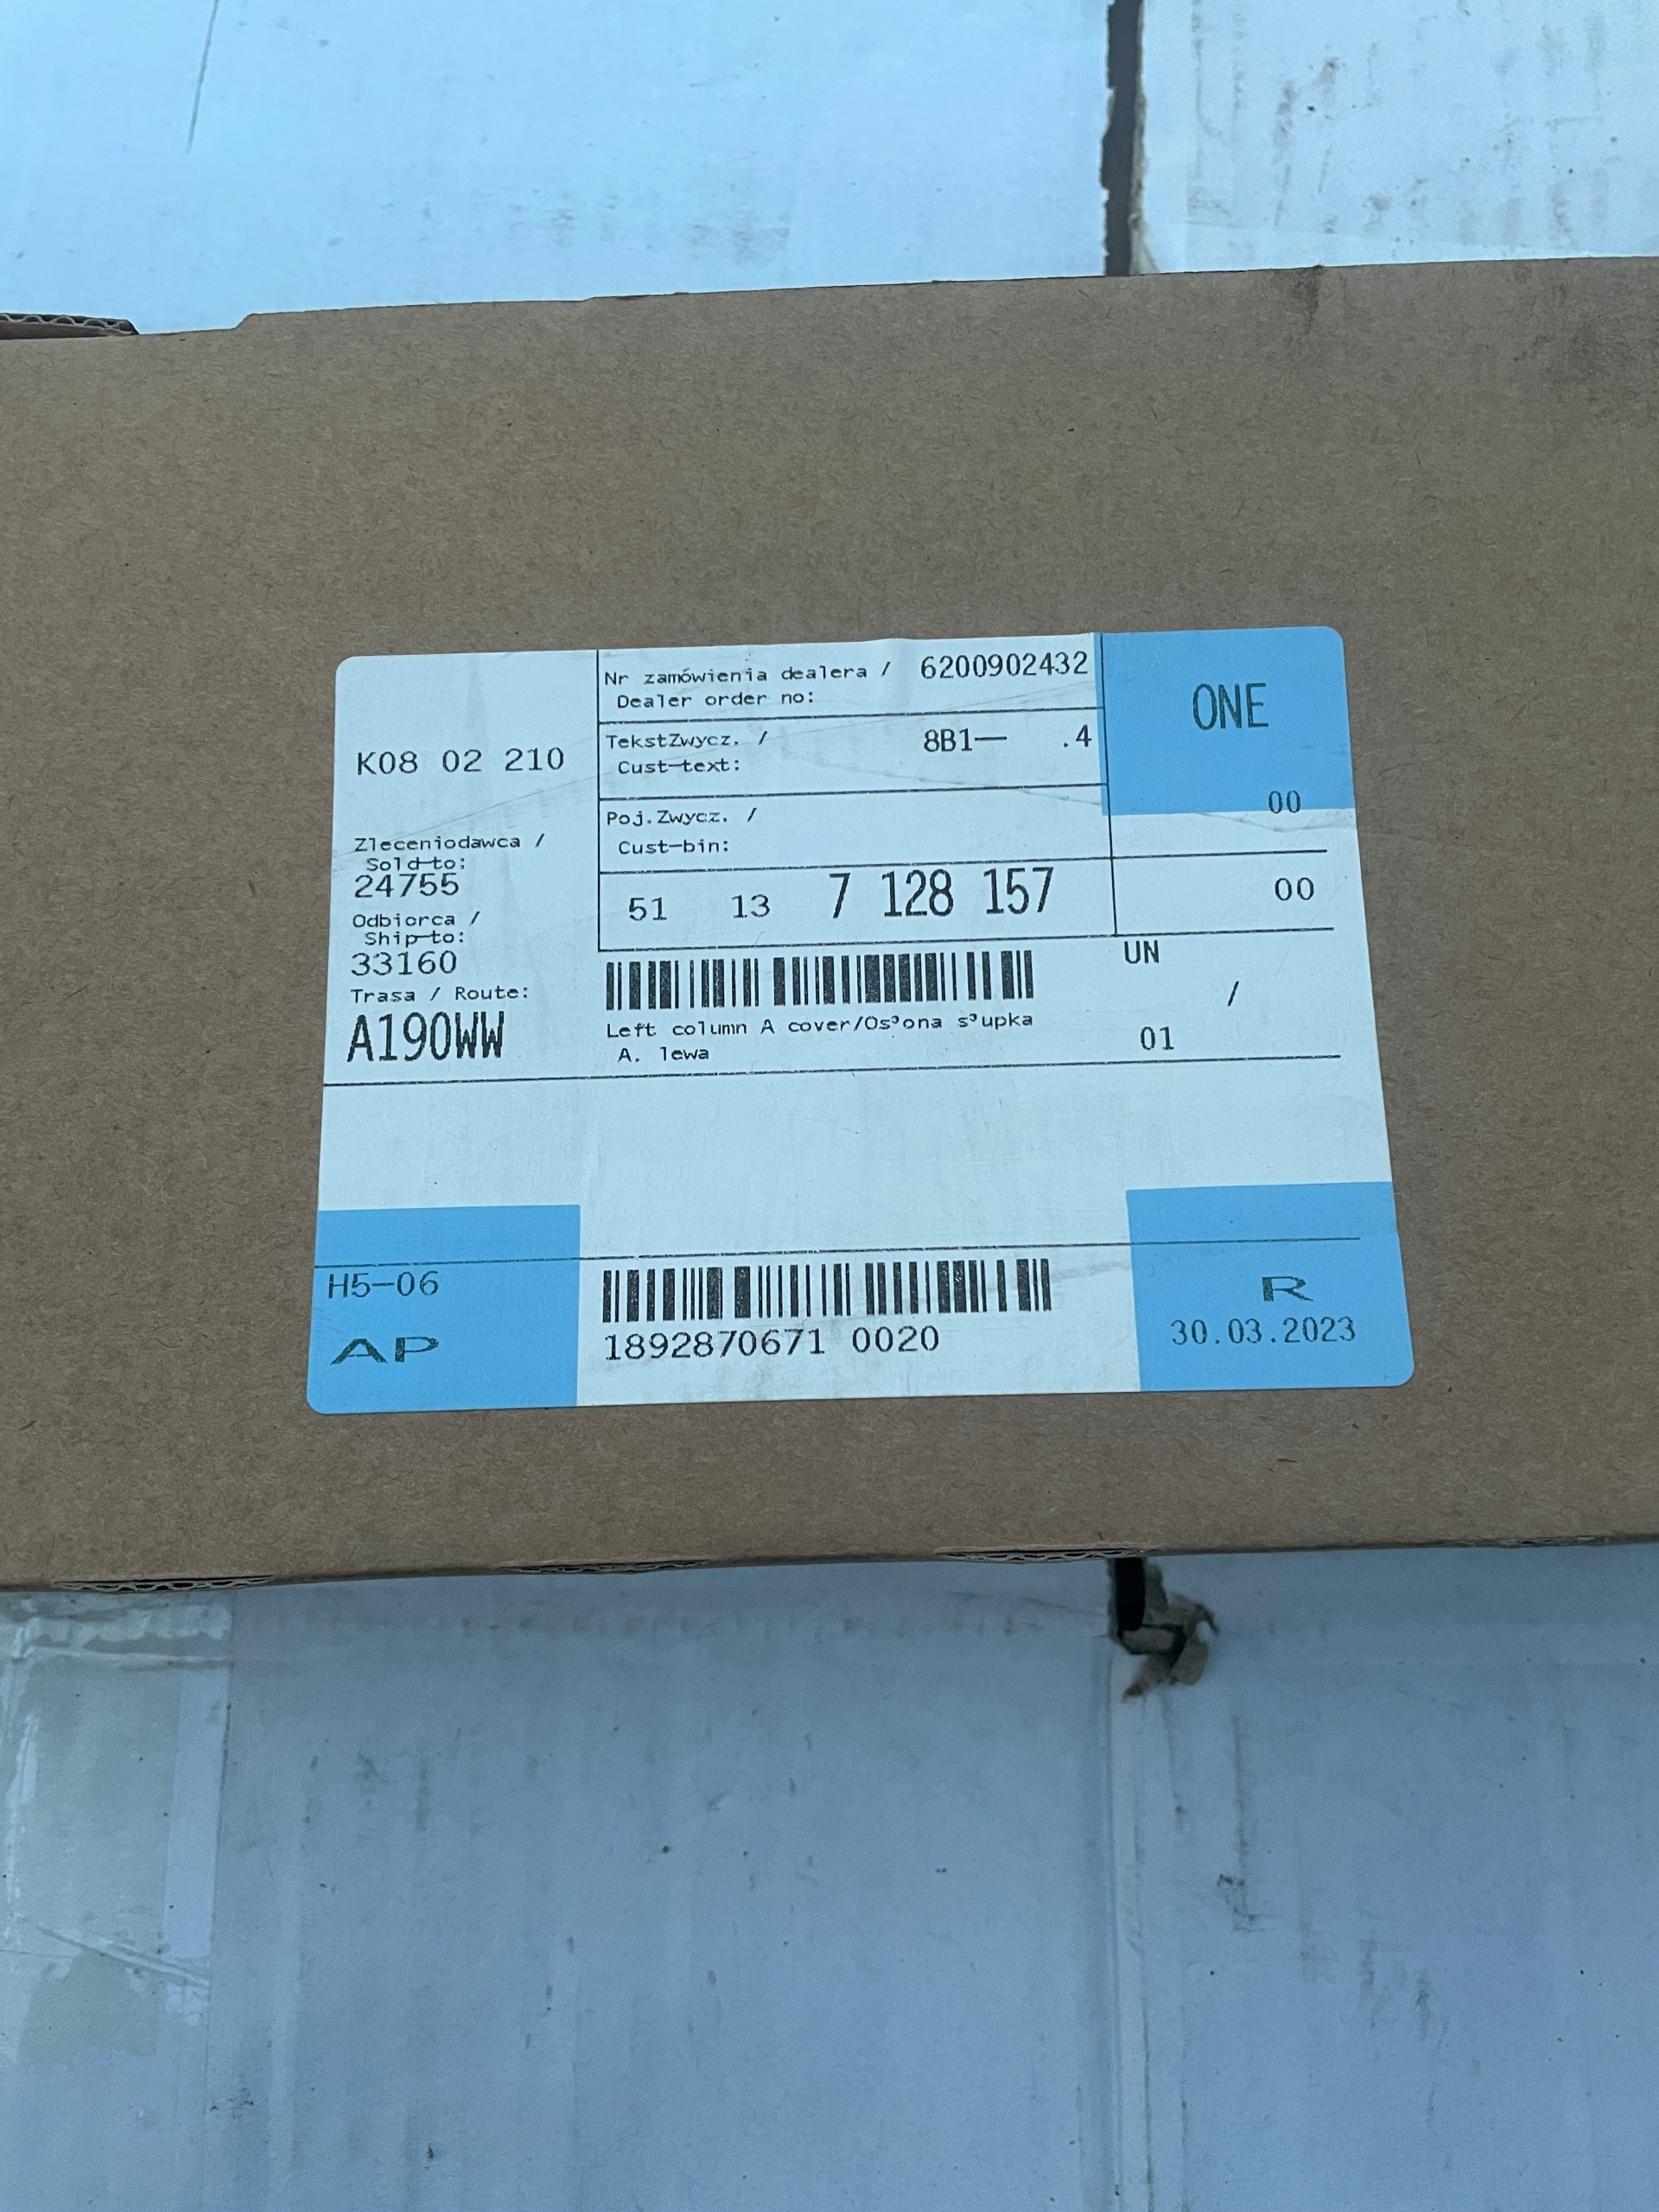 Nr zamówienia dealera / 6200902432
Dealer order no:
ONE
K08 02 210
TekstZwycz. / 8B1— .4
Cust-text:
00
Poj.Zwycz. /
Cust-bin:
Zleceniodawca /
Sold-to:
24755
51 13 7 128 157
00
Odbiorca /
Ship-to:
33160
UN
Trasa / Route:
A190WW
/
Left column A cover/Os³ona s³upka
A. lewa
01
H5-06
AP
1892870671 0020
R
30.03.2023